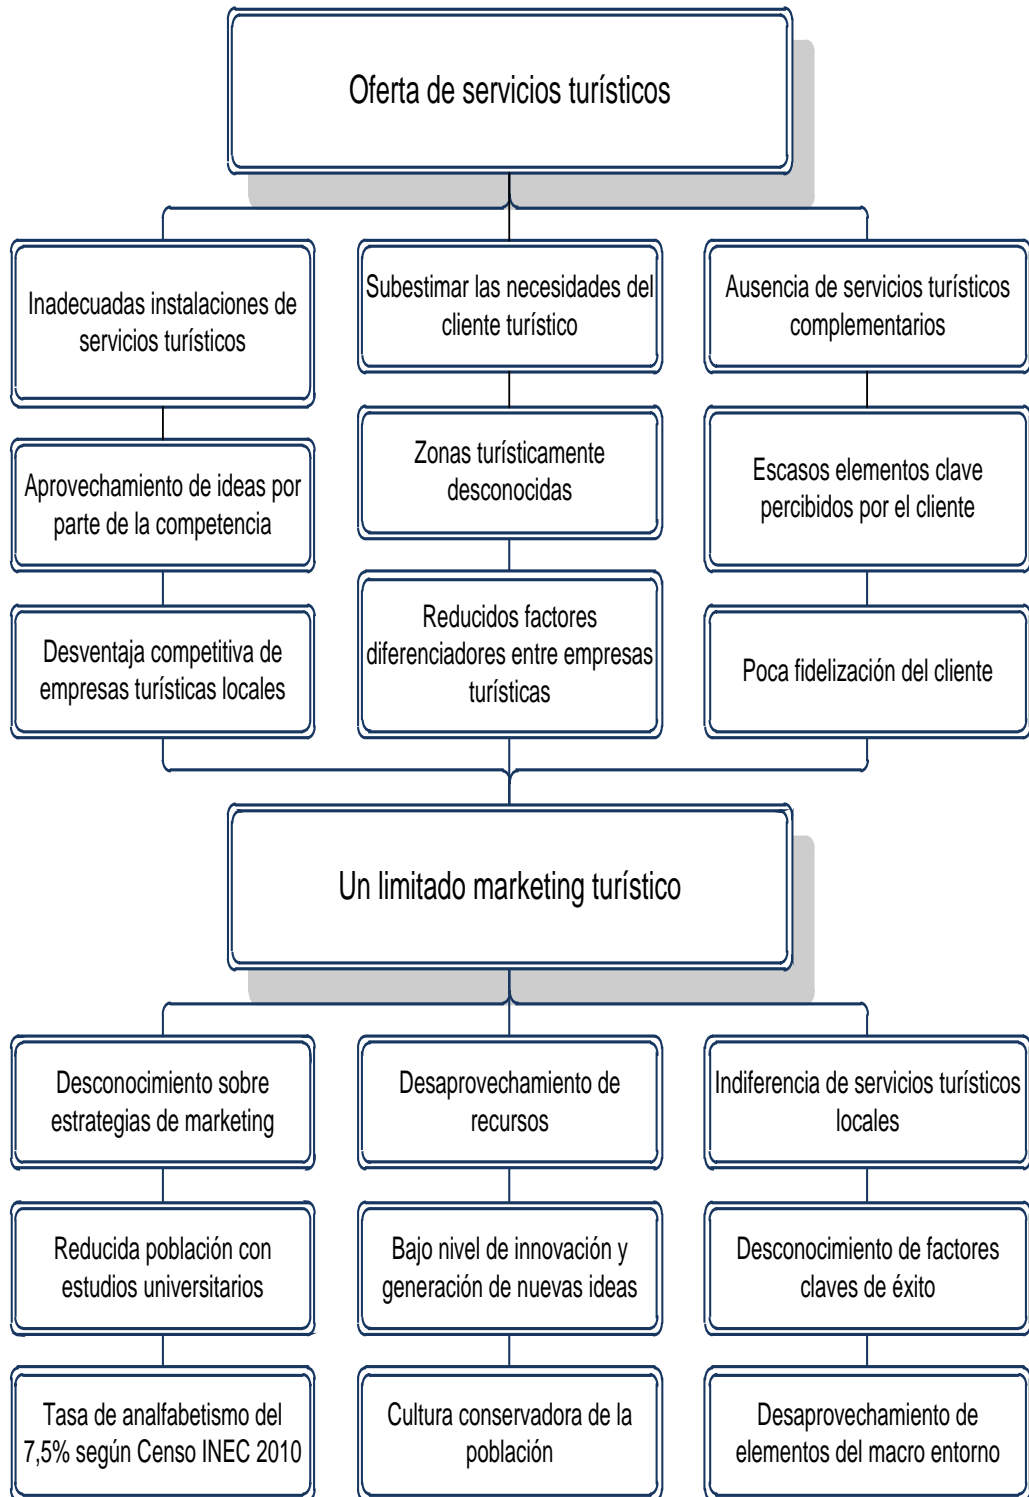 Oferta de servicios turísticos
Inadecuadas instalaciones de
servicios turísticos
Subestimar las necesidades del
cliente turístico
Ausencia de servicios turísticos
complementarios
Aprovechamiento de ideas por
parte de la competencia
Zonas turísticamente
desconocidas
Escasos elementos clave
percibidos por el cliente
Desventaja competitiva de
empresas turísticas locales
Reducidos factores
diferenciadores entre empresas
turísticas
Poca fidelización del cliente
Un limitado marketing turístico
Desconocimiento sobre
estrategias de marketing
Desaprovechamiento de
recursos
Indiferencia de servicios turísticos
locales
Reducida población con
estudios universitarios
Bajo nivel de innovación y
generación de nuevas ideas
Desconocimiento de factores
claves de éxito
Tasa de analfabetismo del
7,5% según Censo INEC 2010
Cultura conservadora de la
población
Desaprovechamiento de
elementos del macro entorno